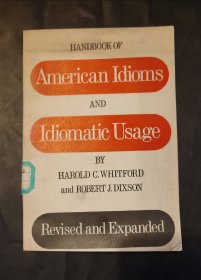 HANDBOOK OF
American Idioms
AND
Idiomatic Usage
BY
HAROLD C. WHITFORD
and ROBERT J. DIXSON
Revised and Expanded